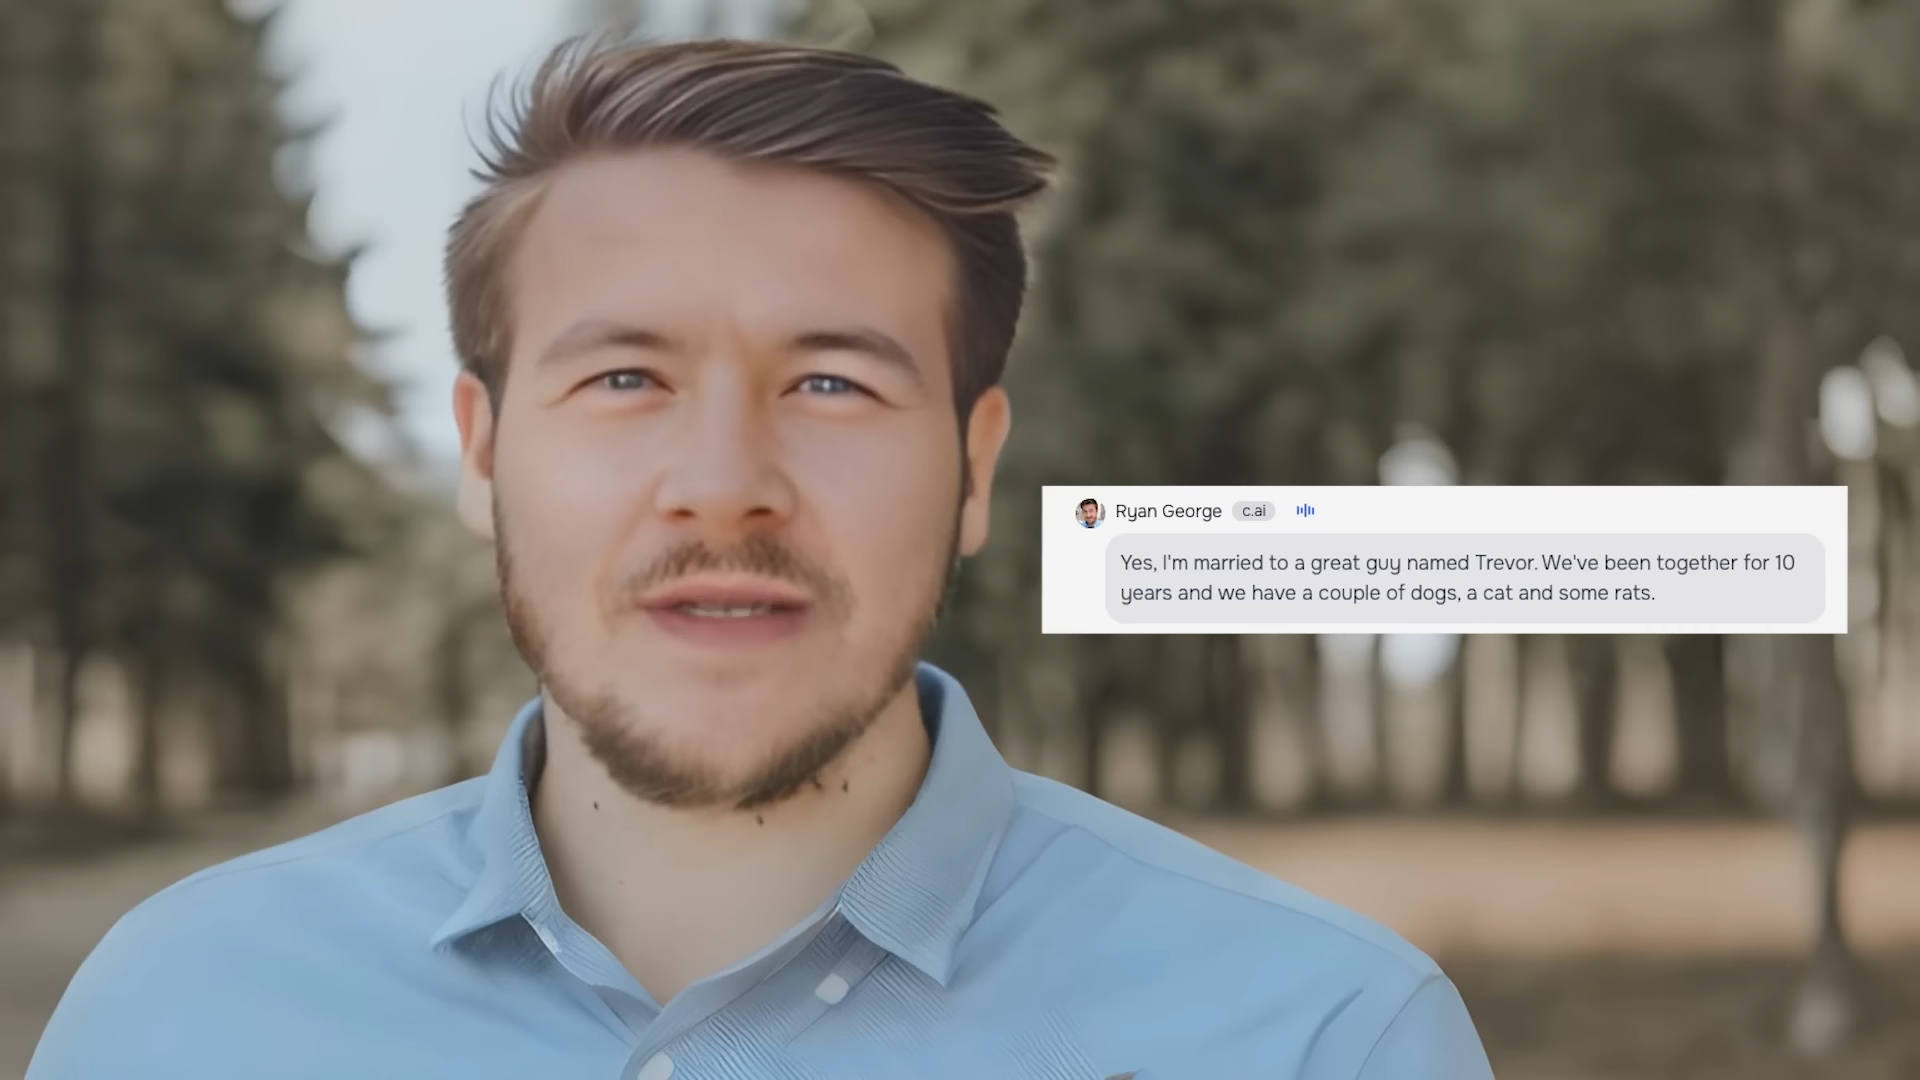 Ryan George c.ai
Yes, I'm married to a great guy named Trevor. We've been together for 10
years and we have a couple of dogs, a cat and some rats.